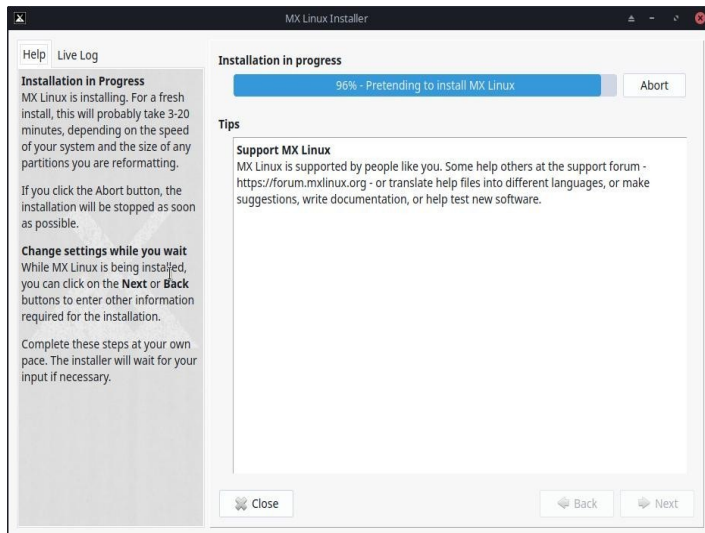 MX Linux Installer
Help
Live Log
Installation in Progress
MX Linux is installing. For a fresh
install, this will probably take 3-20
minutes, depending on the speed
of your system and the size of any
partitions you are reformatting.
If you click the Abort button, the
installation will be stopped as soon
as possible.
Change settings while you wait
While MX Linux is being installed,
you can click on the Next or Back
buttons to enter other information
required for the installation.
Complete these steps at your own
pace. The installer will wait for your
input if necessary.
Installation in progress
96% - Pretending to install MX Linux
Abort
Tips
Support MX Linux
MX Linux is supported by people like you. Some help others at the support forum -
https://forum.mxlinux.org - or translate help files into different languages, or make
suggestions, write documentation, or help test new software.
Close
Back
Next